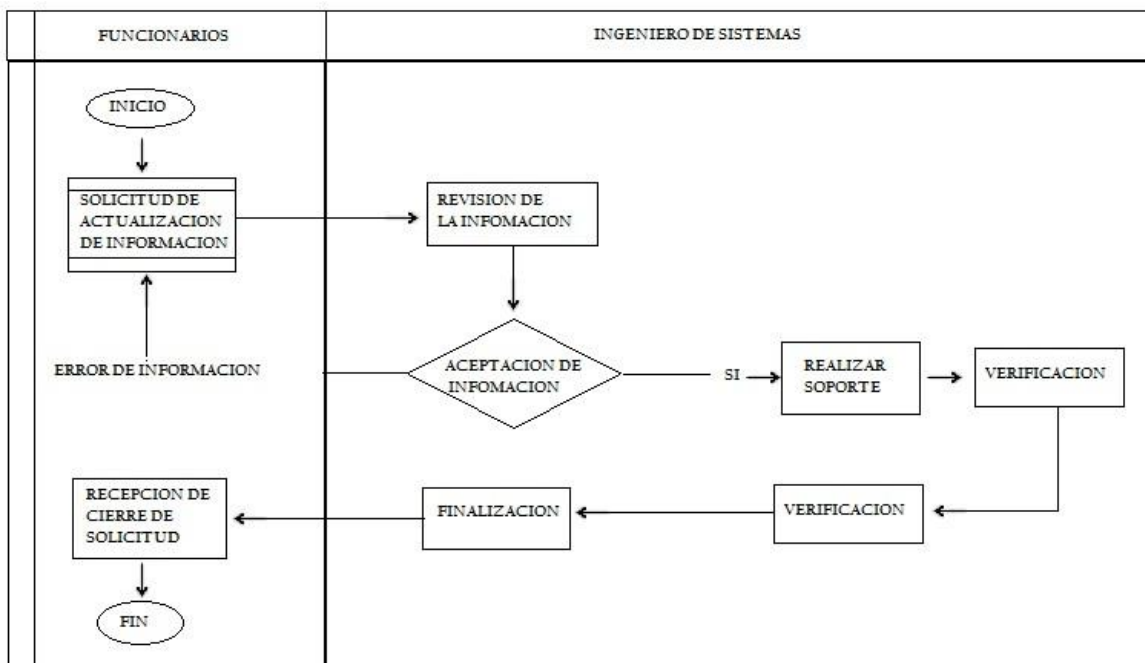 FUNCIONARIOS
INGENIERO DE SISTEMAS
INICIO
SOLICITUD DE
ACTUALIZACION
DE INFORMACION
REVISION DE
LA INFOMACION
ERROR DE INFORMACION
ACEPTACION DE
INFOMACION
SI
REALIZAR
SOPORTE
VERIFICACION
RECEPCION DE
CIERRE DE
SOLICITUD
FINALIZACION
VERIFICACION
FIN